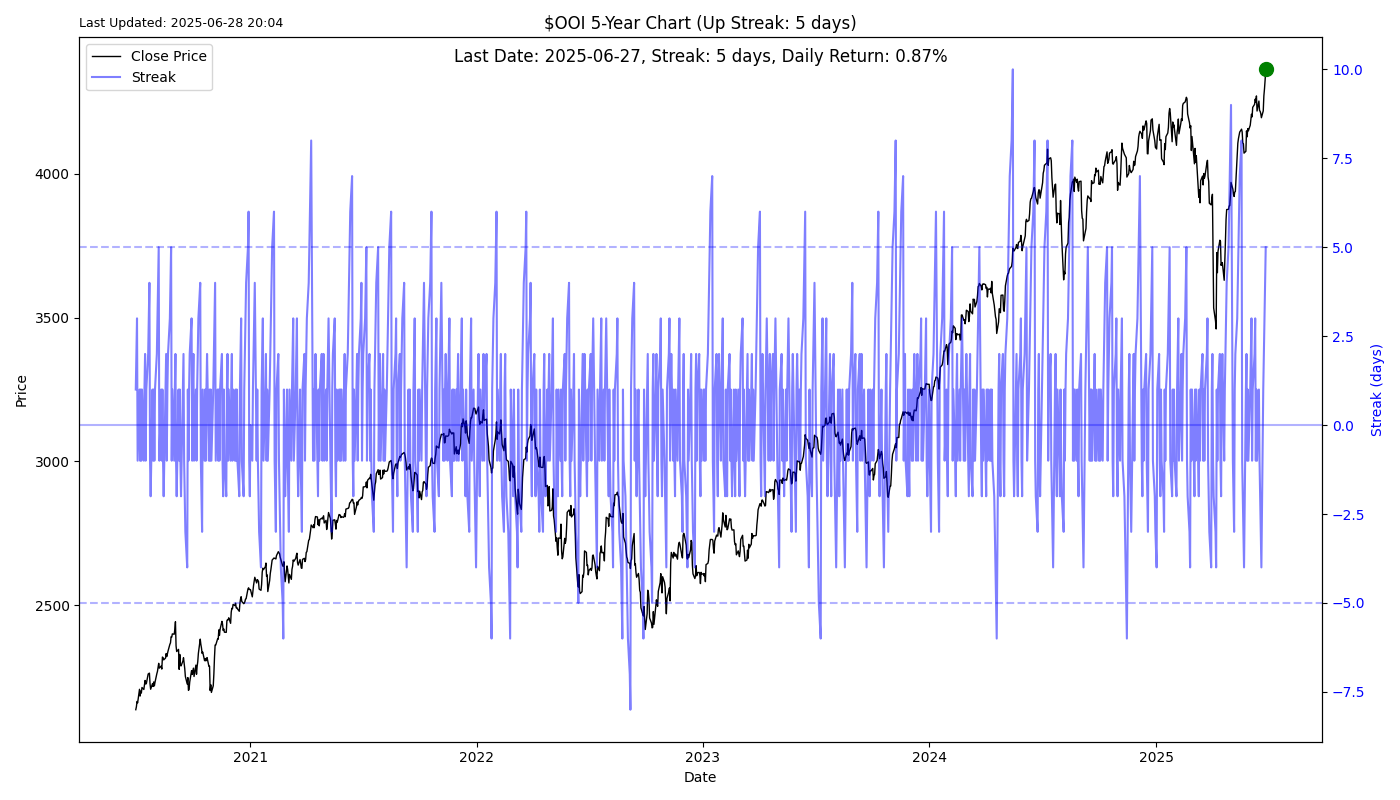 Last Updated: 2025-06-28 20:04
$OOI 5-Year Chart (Up Streak: 5 days)
Last Date: 2025-06-27, Streak: 5 days, Daily Return: 0.87%
Close Price
Streak
Price
4000
3500
3000
2500
10.0
7.5
5.0
2.5
0.0
−2.5
−5.0
−7.5
Streak (days)
2021
2022
2023
2024
2025
Date